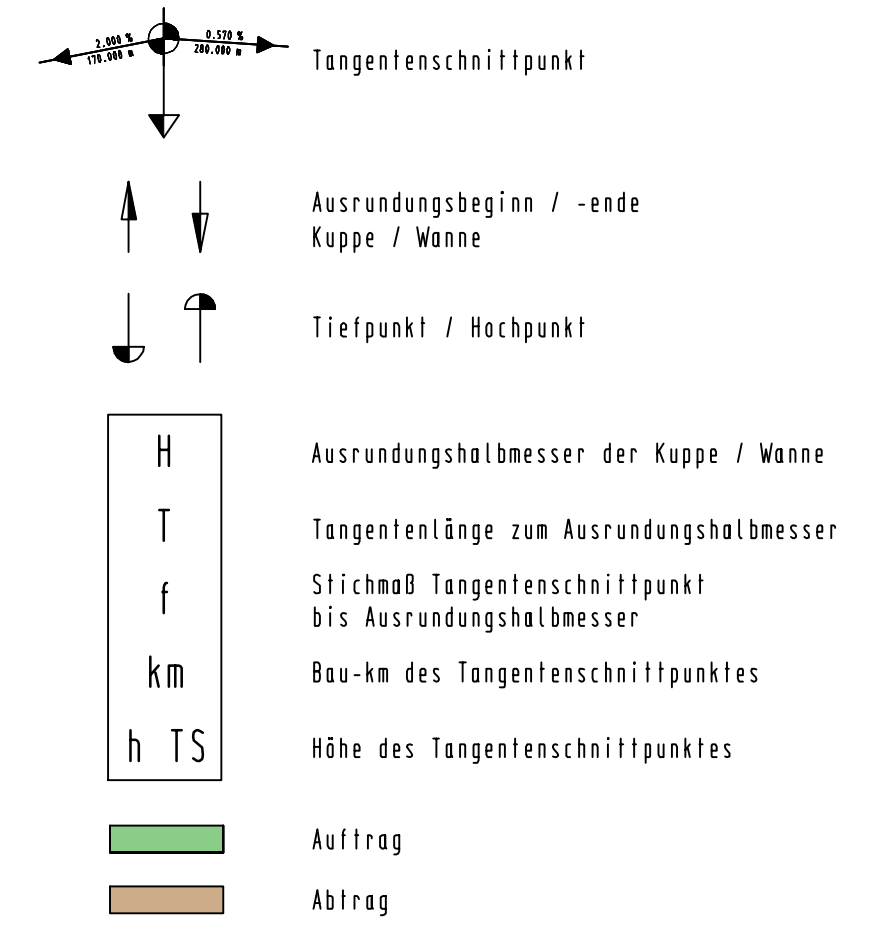 2.000 %
170.000 m
0.570 %
280.000 m
Tangentenschnittpunkt
Ausrundungsbeginn / -ende
Kuppe / Wanne
Tiefpunkt / Hochpunkt
H
Ausrundungshalbmesser der Kuppe / Wanne
T
Tangentenlänge zum Ausrundungshalbmesser
f
Stichmaß Tangentenschnittpunkt
bis Ausrundungshalbmesser
km
Bau-km des Tangentenschnittpunktes
h TS
Höhe des Tangentenschnittpunktes
Auftrag
Abtrag